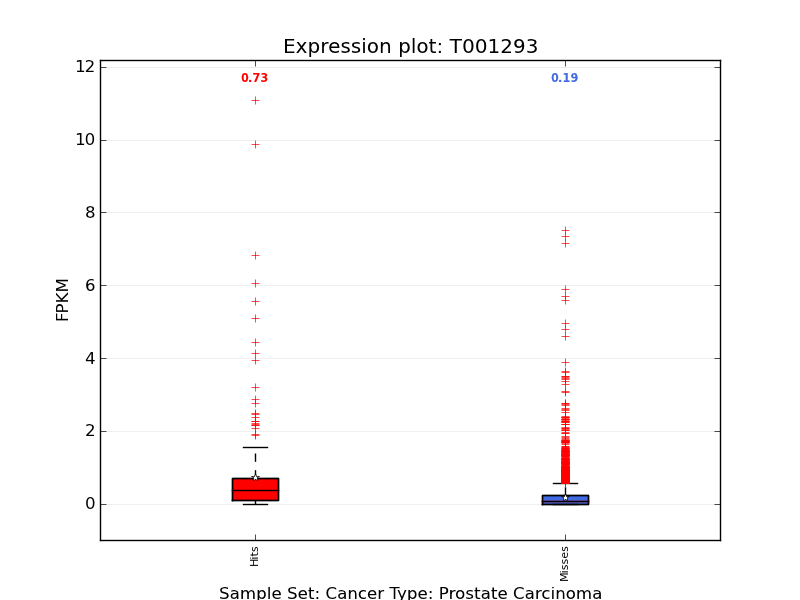 Expression plot: T001293
0.73
0.19
12
10
8
6
4
2
0
FPKM
Hits
Misses
Sample Set: Cancer Type: Prostate Carcinoma